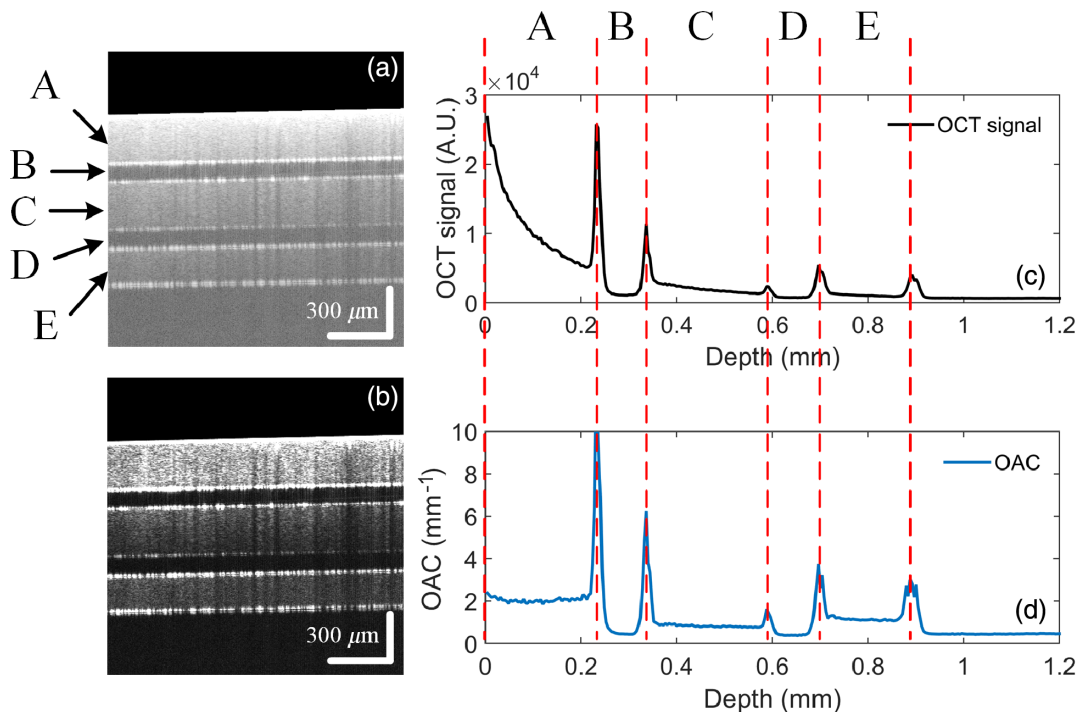 A B C D E
(a)
A
B
C
D
E
300 μm
(b)
300 μm
×10⁴
3
2
1
0
OCT signal (A.U.)
OCT signal
(c)
0 0.2 0.4 0.6 0.8 1 1.2
Depth (mm)
10
8
6
4
2
0
OAC (mm⁻¹)
OAC
(d)
0 0.2 0.4 0.6 0.8 1 1.2
Depth (mm)